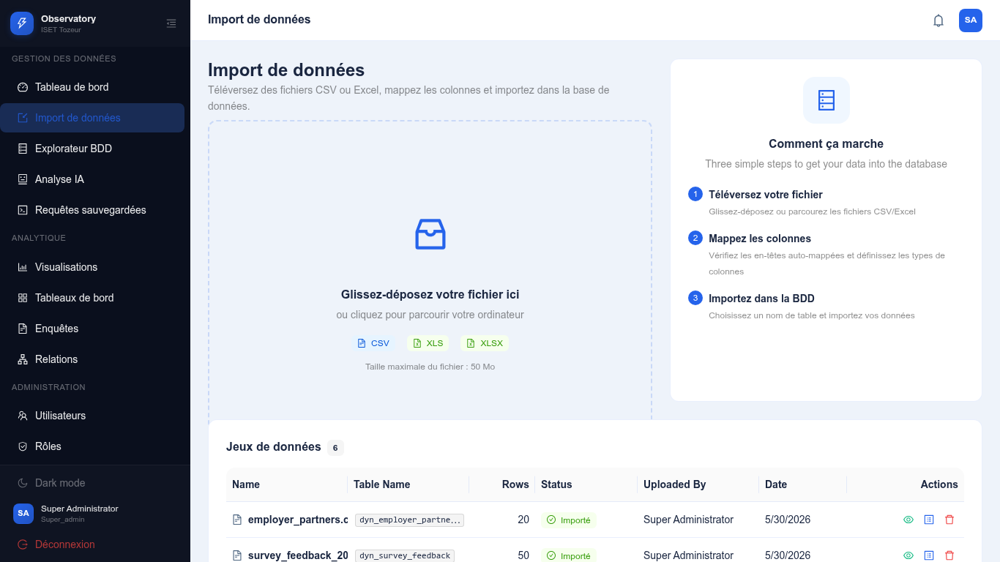 Observatory
ISET Tozeur
GESTION DES DONNÉES
Tableau de bord
Import de données
Explorateur BDD
Analyse IA
Requêtes sauvegardées
ANALYTIQUE
Visualisations
Tableaux de bord
Enquêtes
Relations
ADMINISTRATION
Utilisateurs
Rôles
Dark mode
SA
Super Administrator
Super_admin
Déconnexion
Import de données
SA
Import de données
Téléversez des fichiers CSV ou Excel, mappez les colonnes et importez dans la base de
données.
Glissez-déposez votre fichier ici
ou cliquez pour parcourir votre ordinateur
CSV XLS XLSX
Taille maximale du fichier : 50 Mo
Comment ça marche
Three simple steps to get your data into the database
1 Téléversez votre fichier
Glissez-déposez ou parcourez les fichiers CSV/Excel
2 Mappez les colonnes
Vérifiez les en-têtes auto-mappées et définissez les types de
colonnes
3 Importez dans la BDD
Choisissez un nom de table et importez vos données
Jeux de données 6
Name Table Name Rows Status Uploaded By Date Actions
employer_partners.c dyn_employer_partne... 20 Importé Super Administrator 5/30/2026
survey_feedback_20 dyn_survey_feedback 50 Importé Super Administrator 5/30/2026